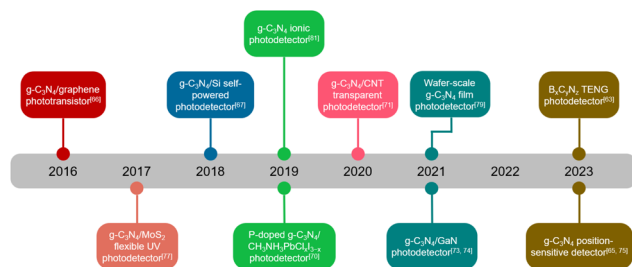 g-C₃N₄ ionic
photodetector[81]
g-C₃N₄/graphene
phototransistor[66]
g-C₃N₄/Si self-
powered
photodetector[67]
g-C₃N₄/CNT
transparent
photodetector[71]
Wafer-scale
g-C₃N₄ film
photodetector[79]
BₓCᵧN_z TENG
photodetector[63]
2016 2017 2018 2019 2020 2021 2022 2023
g-C₃N₄/MoS₂
flexible UV
photodetector[77]
P-doped g-C₃N₄/
CH₃NH₃PbClₓI₃₋ₓ
photodetector[70]
g-C₃N₄/GaN
photodetector[73, 74]
g-C₃N₄ position-
sensitive detector[65, 75]